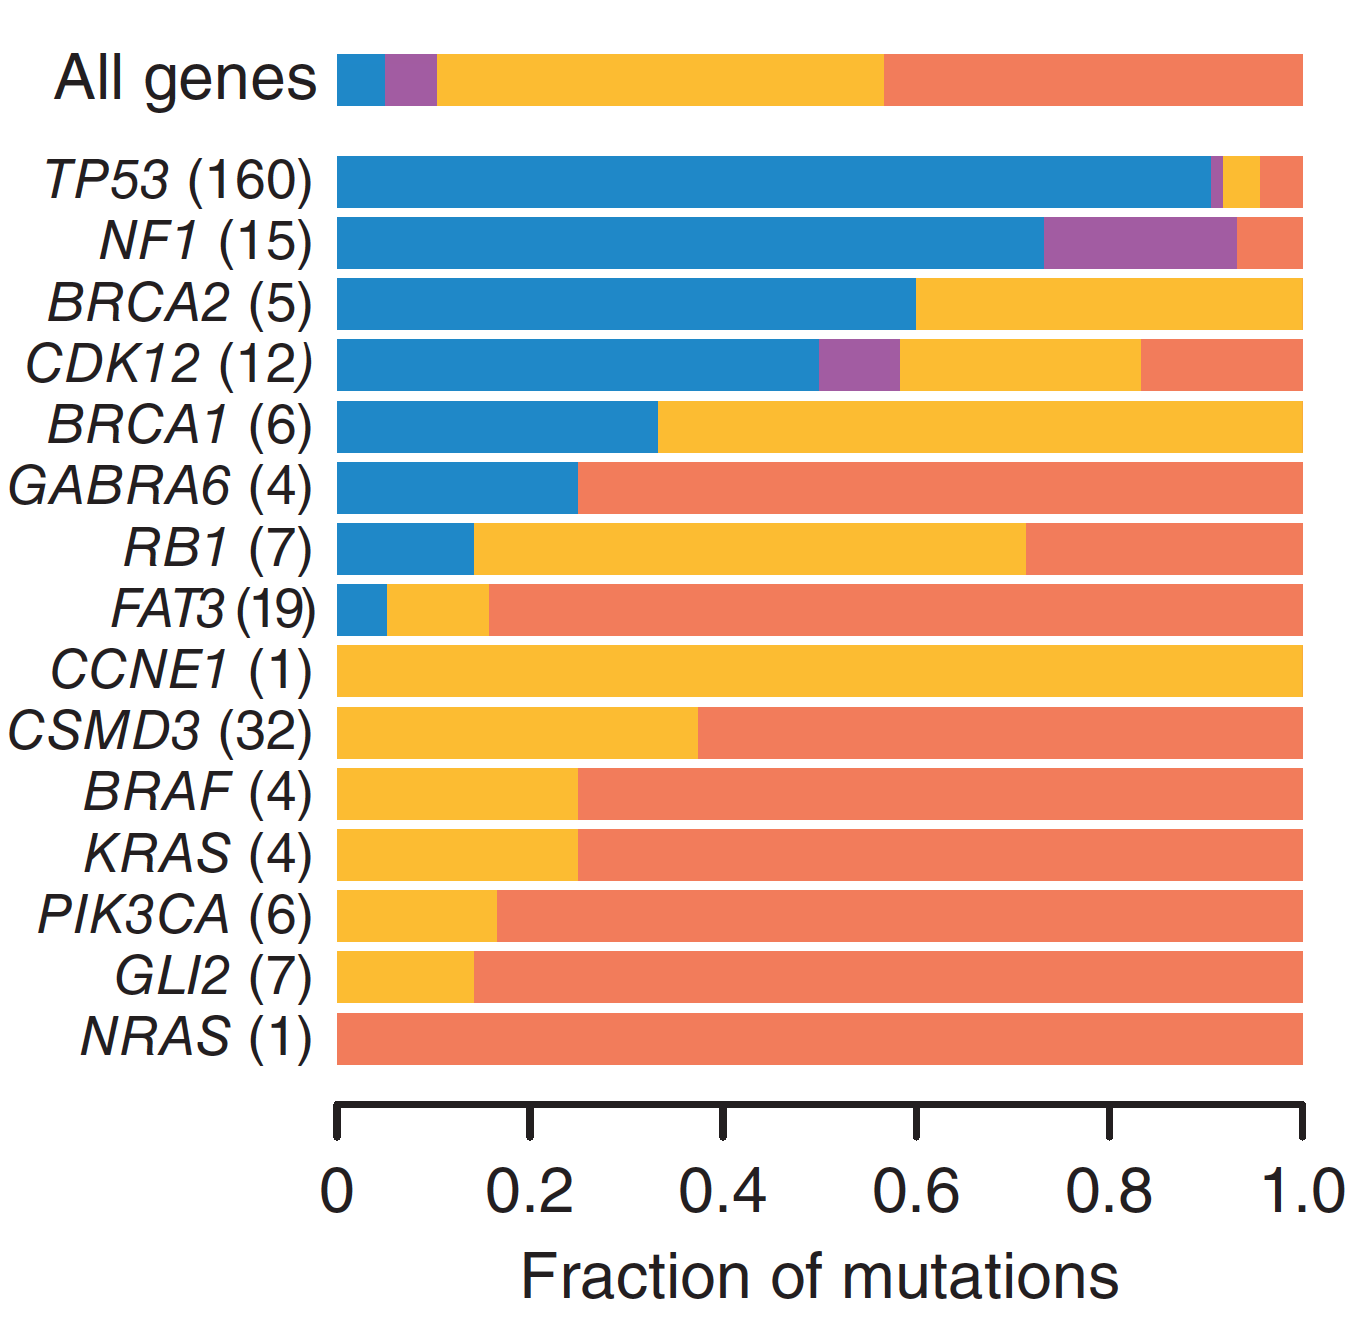 All genes
TP53 (160)
NF1 (15)
BRCA2 (5)
CDK12 (12)
BRCA1 (6)
GABRA6 (4)
RB1 (7)
FAT3 (19)
CCNE1 (1)
CSMD3 (32)
BRAF (4)
KRAS (4)
PIK3CA (6)
GLI2 (7)
NRAS (1)
0 0.2 0.4 0.6 0.8 1.0
Fraction of mutations